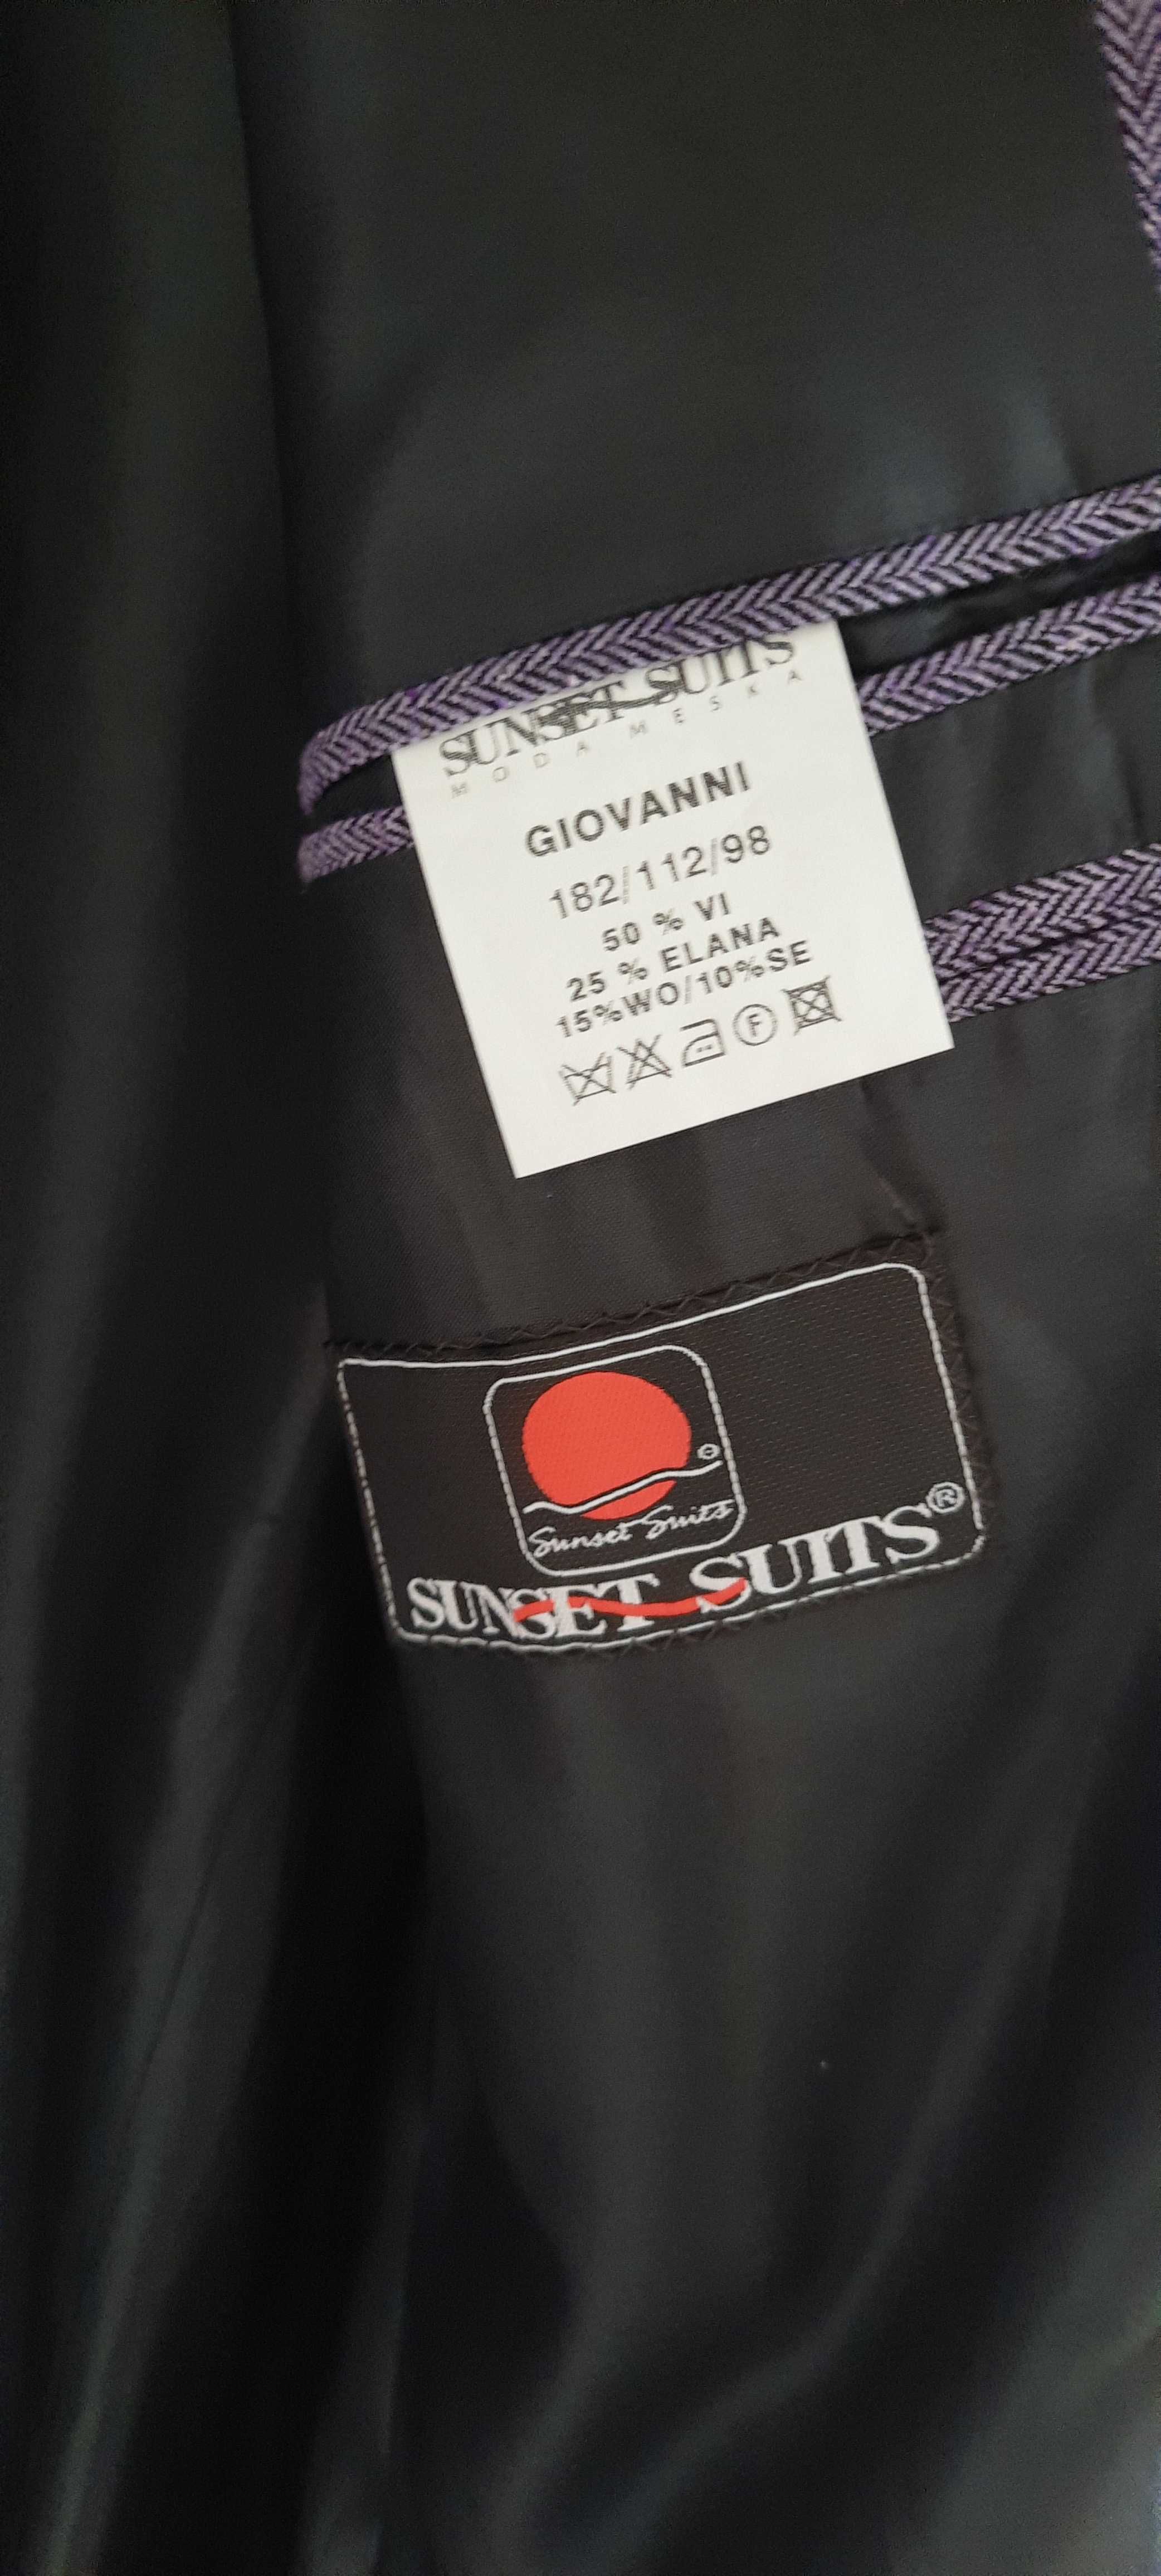 SUNSET SUITS
MODA MESKA
GIOVANNI
182/112/98
50 % VI
25 % ELANA
15%WO/10%SE
F
Sunset Suits
SUNSET SUITS®